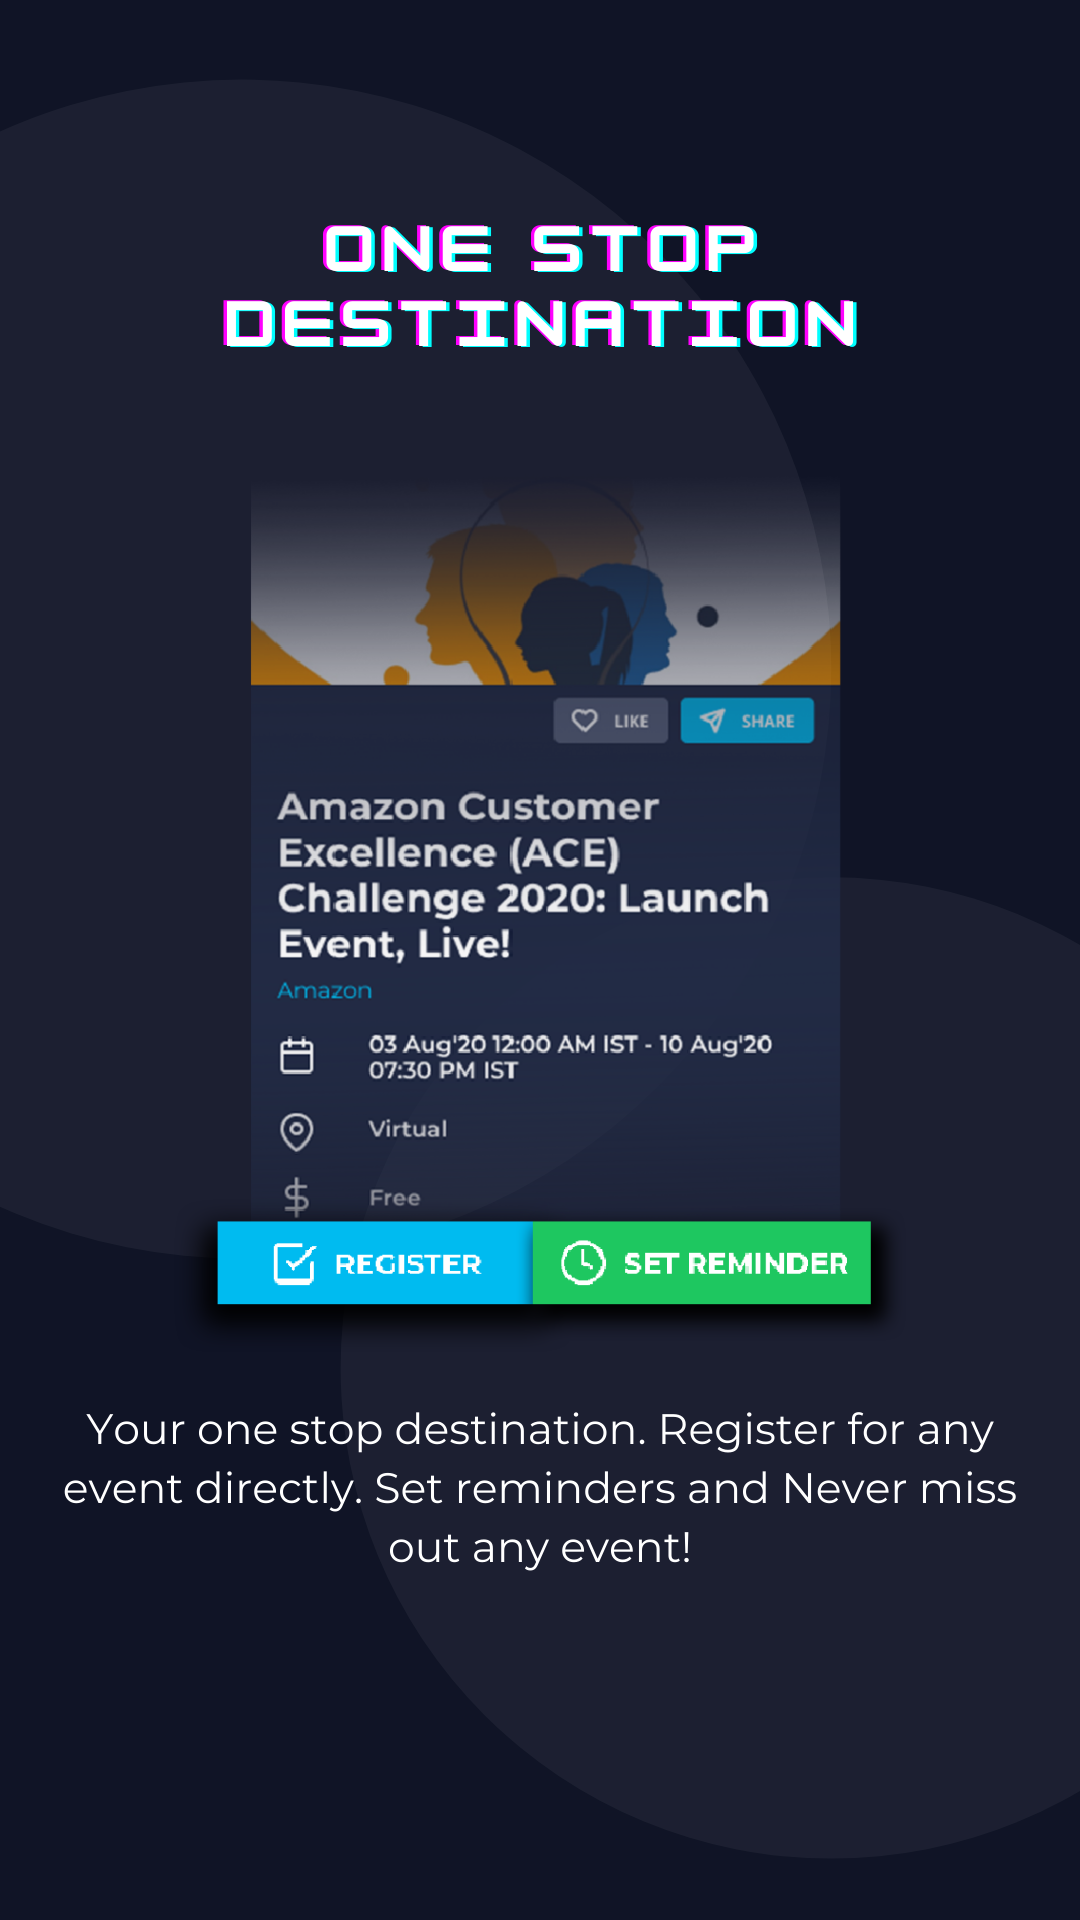 ONE STOP
DESTINATION
LIKE
SHARE
Amazon Customer
Excellence (ACE)
Challenge 2020: Launch
Event, Live!
Amazon
03 Aug'20 12:00 AM IST - 10 Aug'20
07:30 PM IST
Virtual
Free
REGISTER
SET REMINDER
Your one stop destination. Register for any
event directly. Set reminders and Never miss
out any event!